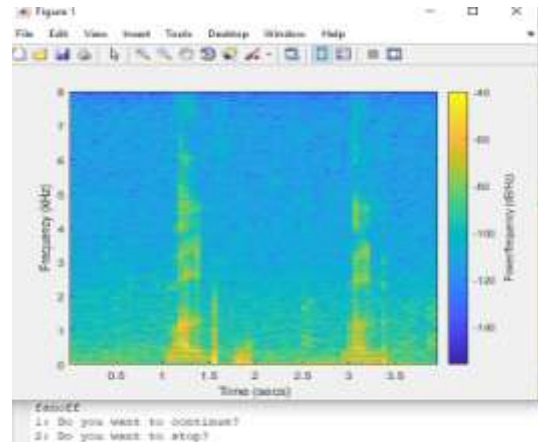 Figure 1
File Edit View Insert Tools Desktop Window Help
8
7
6
5
4
3
2
1
0
Frequency (kHz)
0.5 1 1.5 2 2.5 3 3.5
Time (secs)
-40
-60
-80
-100
-120
-140
Power/frequency (dB/Hz)
fanoff
1: Do you want to continue?
2: Do you want to stop?